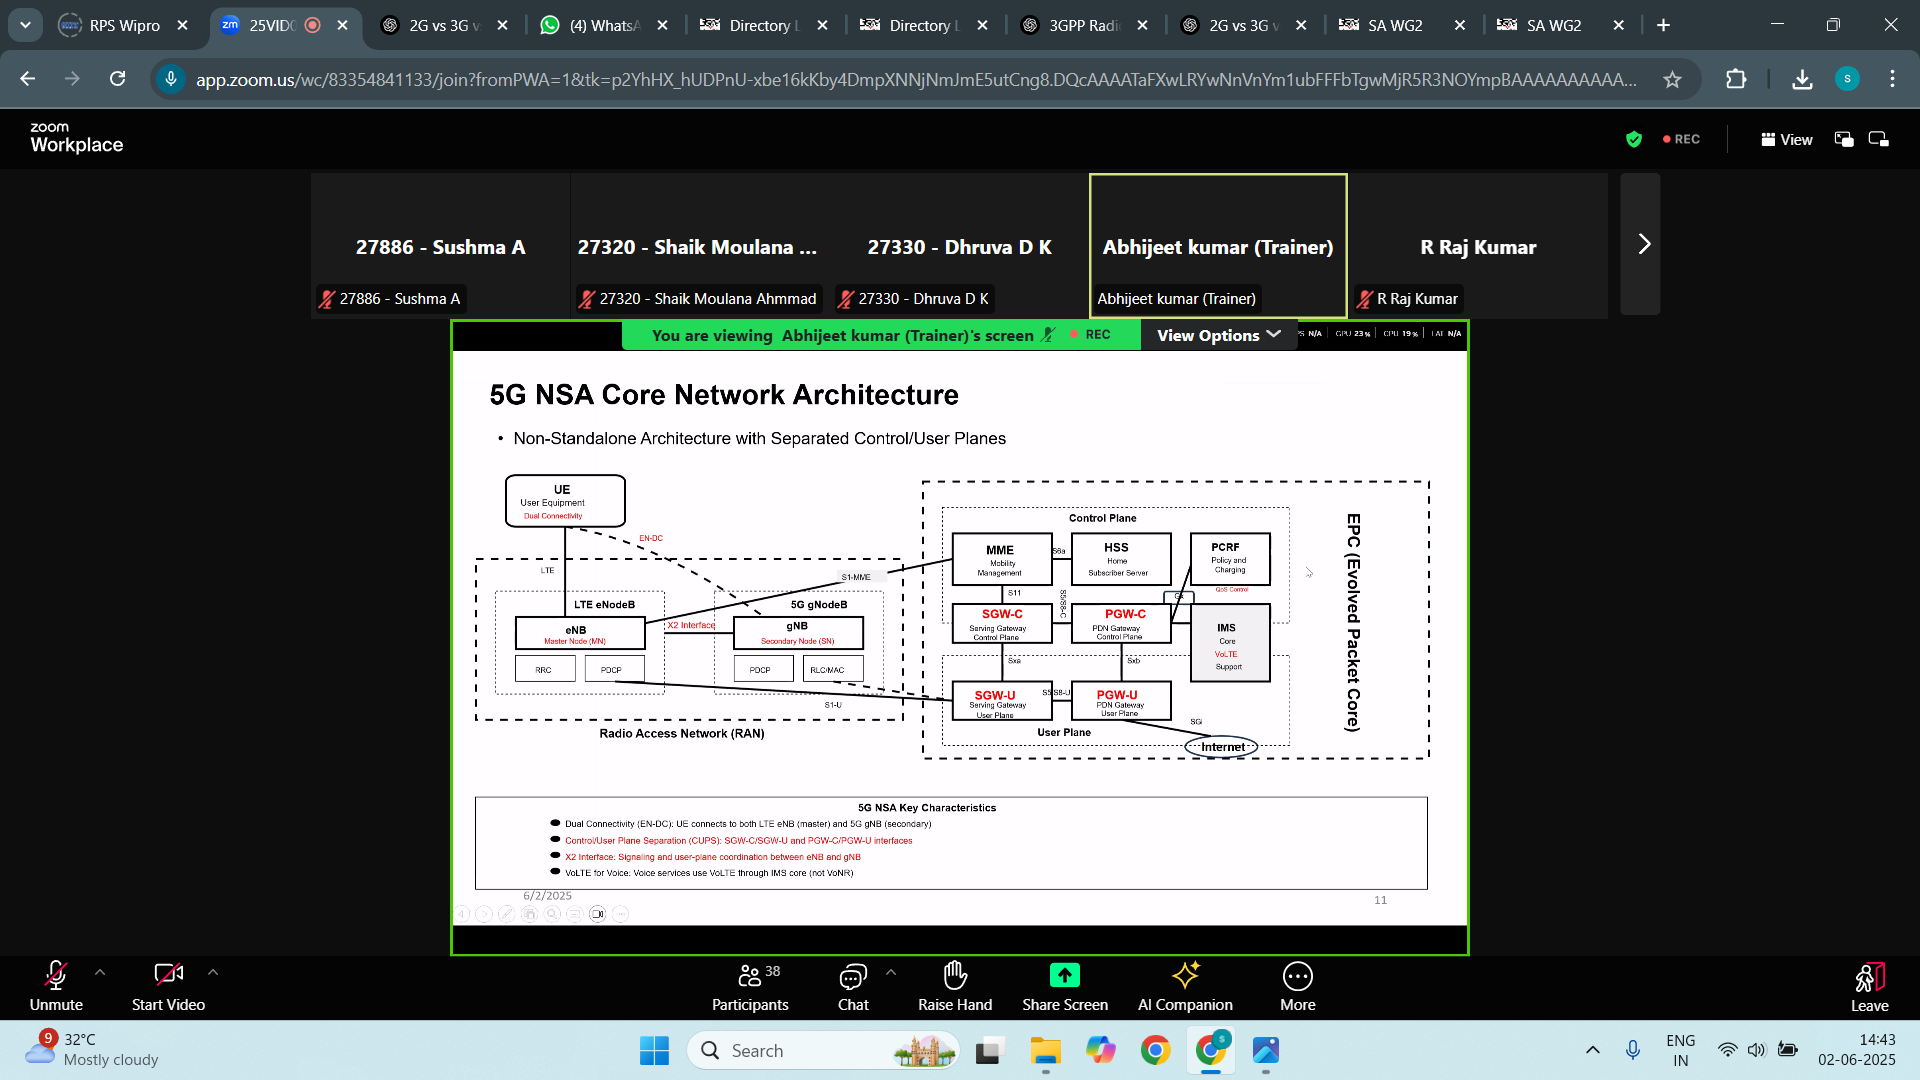 RPS Wipro
25VID0
2G vs 3G v
(4) WhatsA
Directory L
Directory L
3GPP Radi
2G vs 3G v
SA WG2
SA WG2
app.zoom.us/wc/83354841133/join?fromPWA=1&tk=p2YhHX_hUDPnU-xbe16kKby4DmpXNNjNmJmE5utCng8.DQcAAAATaFXwLRYwNnVnYm1ubFFFbTgwMjR5R3NOYmpBAAAAAAAAAA...
S
zoom
Workplace
REC
View
27886 - Sushma A
27320 - Shaik Moulana ...
27330 - Dhruva D K
Abhijeet kumar (Trainer)
R Raj Kumar
27886 - Sushma A
27320 - Shaik Moulana Ahmmad
27330 - Dhruva D K
Abhijeet kumar (Trainer)
R Raj Kumar
You are viewing Abhijeet kumar (Trainer)'s screen
REC
View Options
N/A
GPU 23%
CPU 19%
LAT N/A
5G NSA Core Network Architecture
• Non-Standalone Architecture with Separated Control/User Planes
UE
User Equipment
Dual Connectivity
EN-DC
LTE
S1-MME
LTE eNodeB
eNB
Master Node (MN)
RRC
PDCP
X2 Interface
5G gNodeB
gNB
Secondary Node (SN)
PDCP
RLC/MAC
S1-U
Radio Access Network (RAN)
Control Plane
MME
Mobility
Management
S6a
HSS
Home
Subscriber Server
PCRF
Policy and
Charging
QoS Control
S11
S5/S8-C
Gx
SGW-C
Serving Gateway
Control Plane
PGW-C
PDN Gateway
Control Plane
IMS
Core
VoLTE
Support
Sxa
Sxb
SGW-U
Serving Gateway
User Plane
S5/S8-U
PGW-U
PDN Gateway
User Plane
SGi
User Plane
Internet
EPC (Evolved Packet Core)
5G NSA Key Characteristics
Dual Connectivity (EN-DC): UE connects to both LTE eNB (master) and 5G gNB (secondary)
Control/User Plane Separation (CUPS): SGW-C/SGW-U and PGW-C/PGW-U interfaces
X2 Interface: Signaling and user-plane coordination between eNB and gNB
VoLTE for Voice: Voice services use VoLTE through IMS core (not VoNR)
6/2/2025
11
Unmute
Start Video
Participants
38
Chat
Raise Hand
Share Screen
AI Companion
More
Leave
9
32°C
Mostly cloudy
Search
S
ENG
IN
14:43
02-06-2025